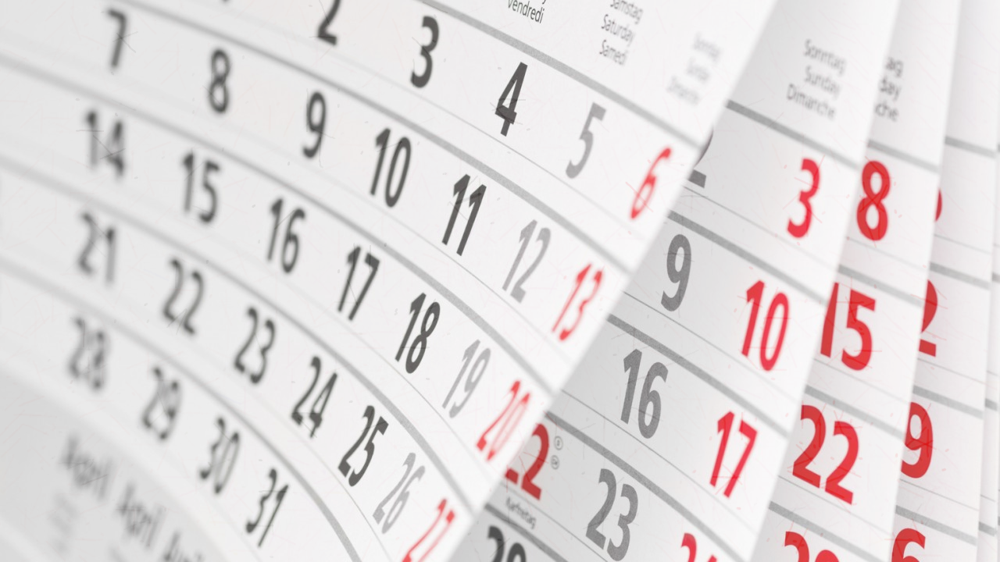 Vendredi
Samstag
Saturday
Samedi
Sonntag
Sunday
Dimanche
2 3 4 5 6
7 8 9 10 11 12 13
14 15 16 17 18 19 20
21 22 23 24 25 26 27
28 29 30 31
April April
Sonntag
Sunday
Dimanche
3
9 10
16 17
22 23
Karfreitag
8
15
22